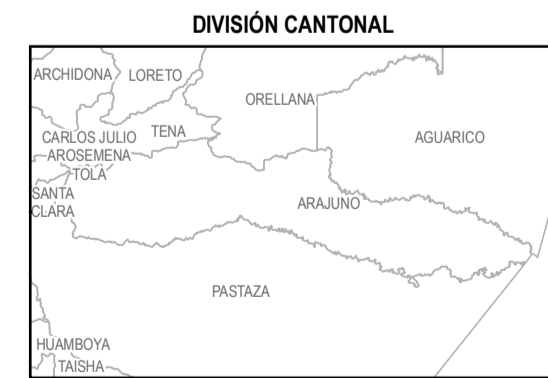 DIVISIÓN CANTONAL
ARCHIDONA
LORETO
ORELLANA
CARLOS JULIO
AROSEMENA
TOLA
TENA
AGUARICO
SANTA
CLARA
ARAJUNO
PASTAZA
HUAMBOYA
TAISHA